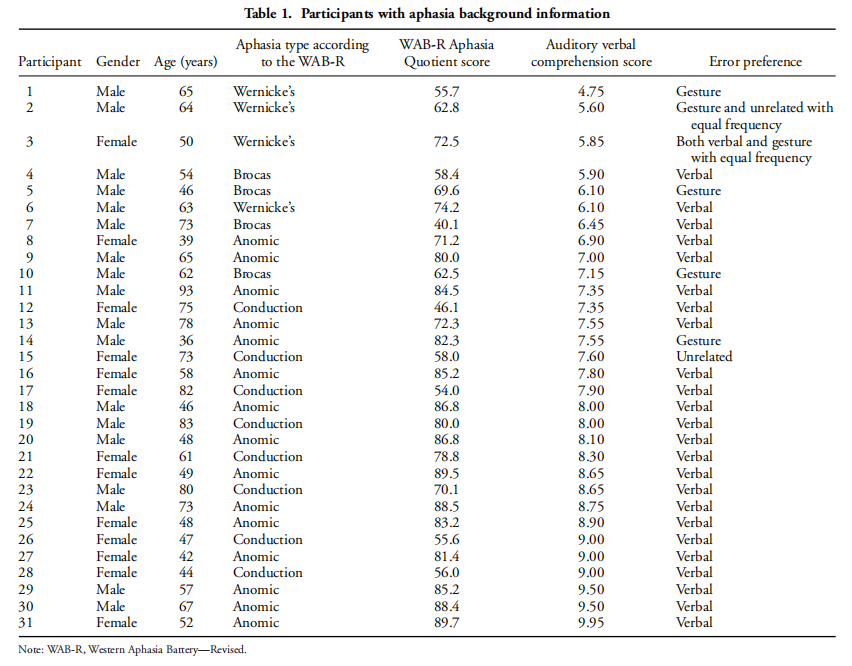 Table 1. Participants with aphasia background information
Aphasia type according WAB-R Aphasia Auditory verbal
Participant Gender Age (years) to the WAB-R Quotient score comprehension score Error preference
1 Male 65 Wernicke's 55.7 4.75 Gesture
2 Male 64 Wernicke's 62.8 5.60 Gesture and unrelated with
equal frequency
3 Female 50 Wernicke's 72.5 5.85 Both verbal and gesture
with equal frequency
4 Male 54 Brocas 58.4 5.90 Verbal
5 Male 46 Brocas 69.6 6.10 Gesture
6 Male 63 Wernicke's 74.2 6.10 Verbal
7 Male 73 Brocas 40.1 6.45 Verbal
8 Female 39 Anomic 71.2 6.90 Verbal
9 Male 65 Anomic 80.0 7.00 Verbal
10 Male 62 Brocas 62.5 7.15 Gesture
11 Male 93 Anomic 84.5 7.35 Verbal
12 Female 75 Conduction 46.1 7.35 Verbal
13 Male 78 Anomic 72.3 7.55 Verbal
14 Male 36 Anomic 82.3 7.55 Gesture
15 Female 73 Conduction 58.0 7.60 Unrelated
16 Female 58 Anomic 85.2 7.80 Verbal
17 Female 82 Conduction 54.0 7.90 Verbal
18 Male 46 Anomic 86.8 8.00 Verbal
19 Male 83 Conduction 80.0 8.00 Verbal
20 Male 48 Anomic 86.8 8.10 Verbal
21 Female 61 Conduction 78.8 8.30 Verbal
22 Female 49 Anomic 89.5 8.65 Verbal
23 Male 80 Conduction 70.1 8.65 Verbal
24 Male 73 Anomic 88.5 8.75 Verbal
25 Female 48 Anomic 83.2 8.90 Verbal
26 Female 47 Conduction 55.6 9.00 Verbal
27 Female 42 Anomic 81.4 9.00 Verbal
28 Female 44 Conduction 56.0 9.00 Verbal
29 Male 57 Anomic 85.2 9.50 Verbal
30 Male 67 Anomic 88.4 9.50 Verbal
31 Female 52 Anomic 89.7 9.95 Verbal
Note: WAB-R, Western Aphasia Battery—Revised.